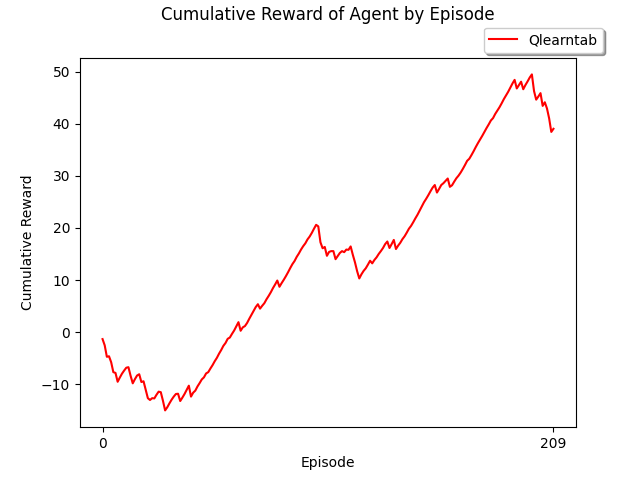 Cumulative Reward of Agent by Episode
Qlearntab
50
40
30
20
10
0
−10
Cumulative Reward
0
209
Episode